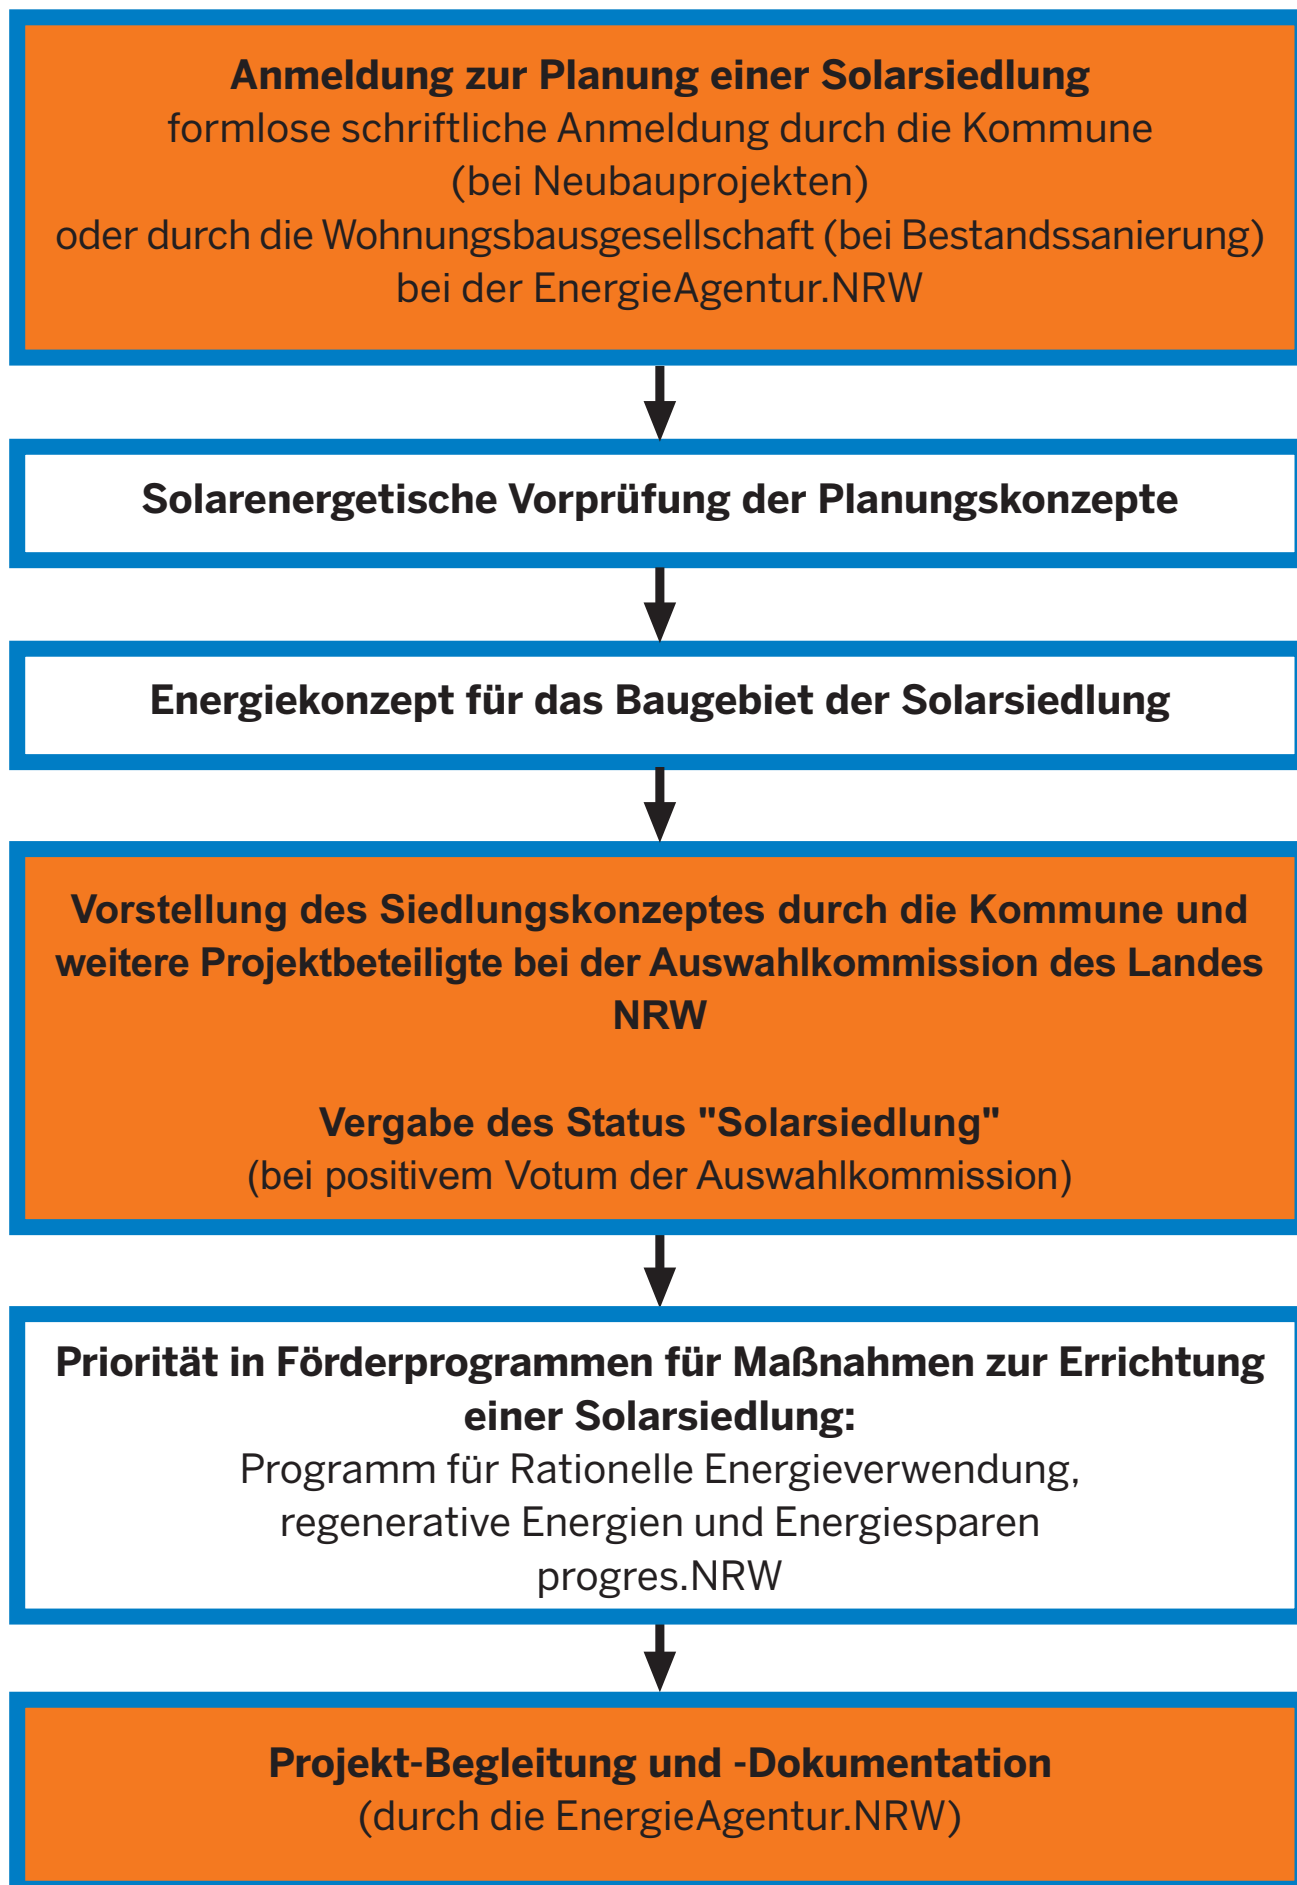 Anmeldung zur Planung einer Solarsiedlung
formlose schriftliche Anmeldung durch die Kommune
(bei Neubauprojekten)
oder durch die Wohnungsbausgesellschaft (bei Bestandssanierung)
bei der EnergieAgentur.NRW
Solarenergetische Vorprüfung der Planungskonzepte
Energiekonzept für das Baugebiet der Solarsiedlung
Vorstellung des Siedlungskonzeptes durch die Kommune und
weitere Projektbeteiligte bei der Auswahlkommission des Landes
NRW
Vergabe des Status "Solarsiedlung"
(bei positivem Votum der Auswahlkommission)
Priorität in Förderprogrammen für Maßnahmen zur Errichtung
einer Solarsiedlung:
Programm für Rationelle Energieverwendung,
regenerative Energien und Energiesparen
progres.NRW
Projekt-Begleitung und -Dokumentation
(durch die EnergieAgentur.NRW)